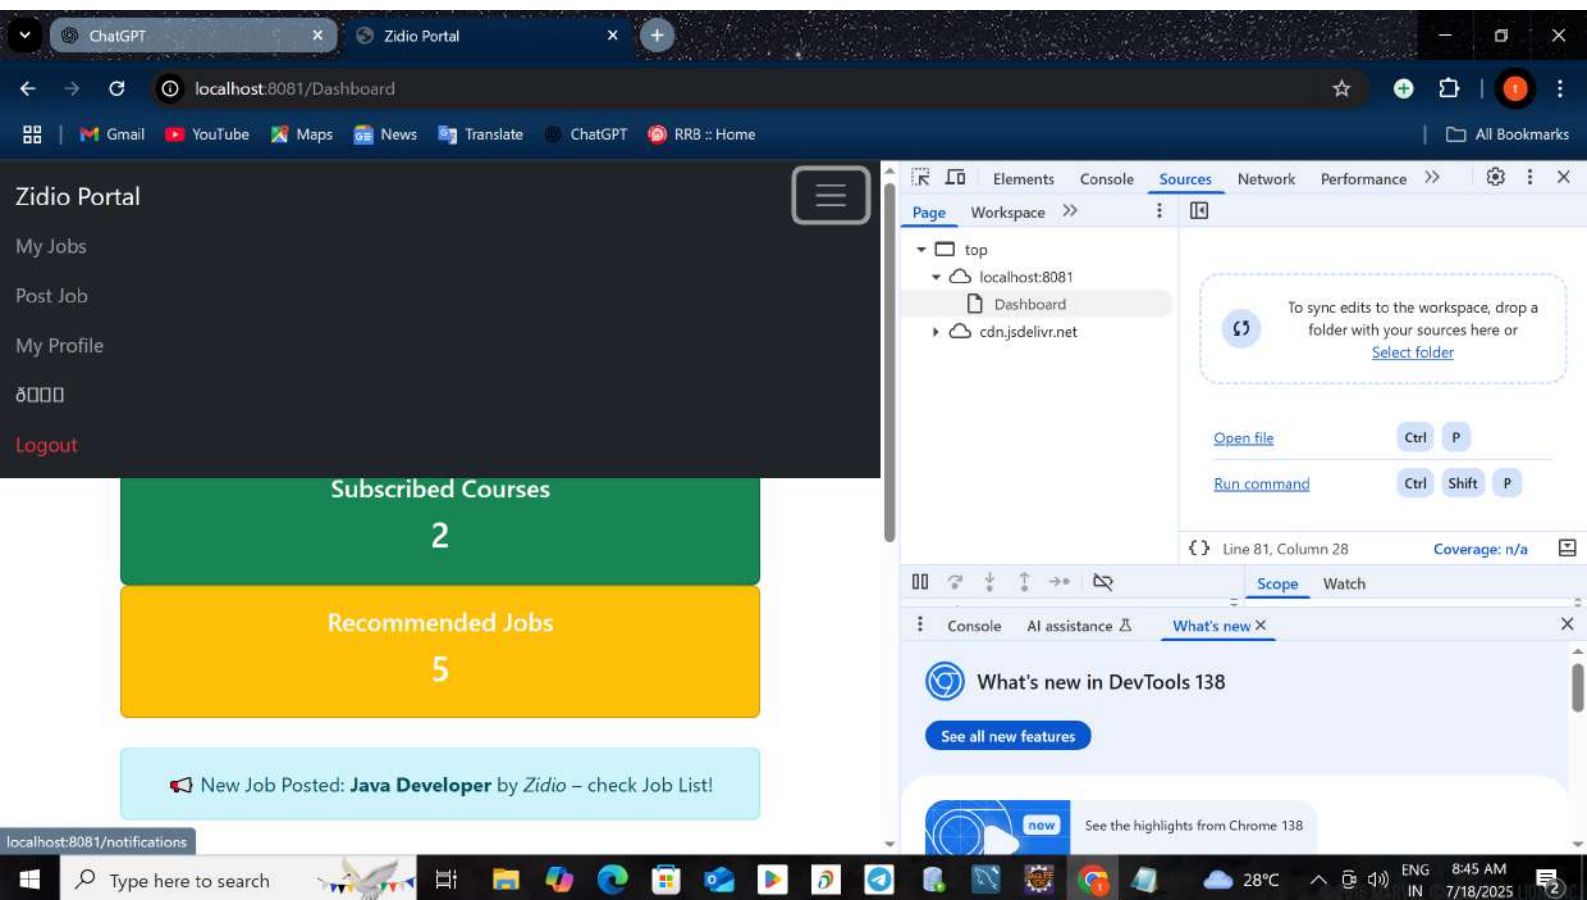 ChatGPT
Zidio Portal
localhost:8081/Dashboard
Gmail YouTube Maps News Translate ChatGPT RRB :: Home All Bookmarks
Zidio Portal
My Jobs
Post Job
My Profile
ð
Logout
Subscribed Courses
2
Recommended Jobs
5
New Job Posted: Java Developer by Zidio – check Job List!
localhost:8081/notifications
Elements Console Sources Network Performance
Page Workspace
top
localhost:8081
Dashboard
cdn.jsdelivr.net
To sync edits to the workspace, drop a
folder with your sources here or
Select folder
Open file Ctrl P
Run command Ctrl Shift P
{} Line 81, Column 28 Coverage: n/a
Scope Watch
Console AI assistance What's new
What's new in DevTools 138
See all new features
new
See the highlights from Chrome 138
Type here to search
28°C
ENG
IN
8:45 AM
7/18/2025
2